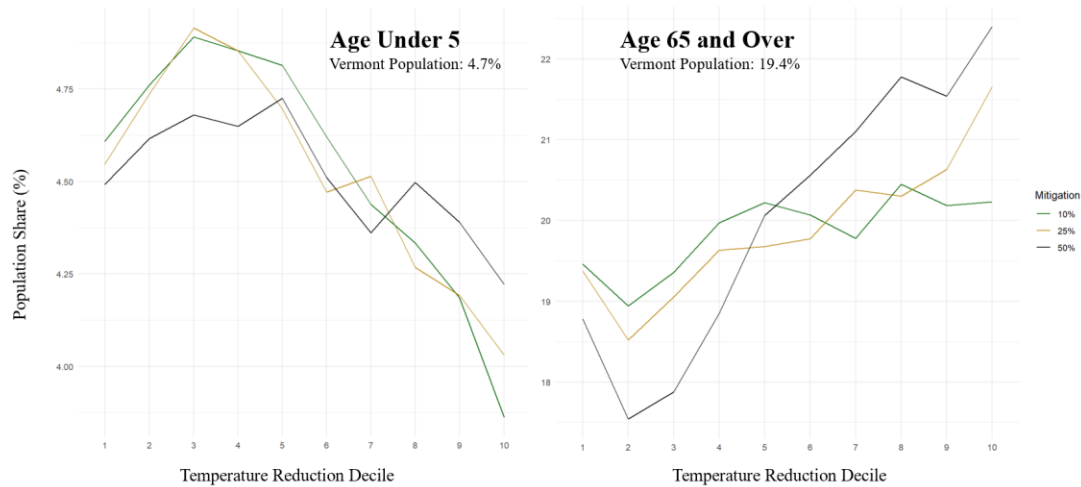 Age Under 5
Vermont Population: 4.7%
Age 65 and Over
Vermont Population: 19.4%
Population Share (%)
4.75
4.50
4.25
4.00
1 2 3 4 5 6 7 8 9 10
Temperature Reduction Decile
22
21
20
19
18
1 2 3 4 5 6 7 8 9 10
Temperature Reduction Decile
Mitigation
10%
25%
50%